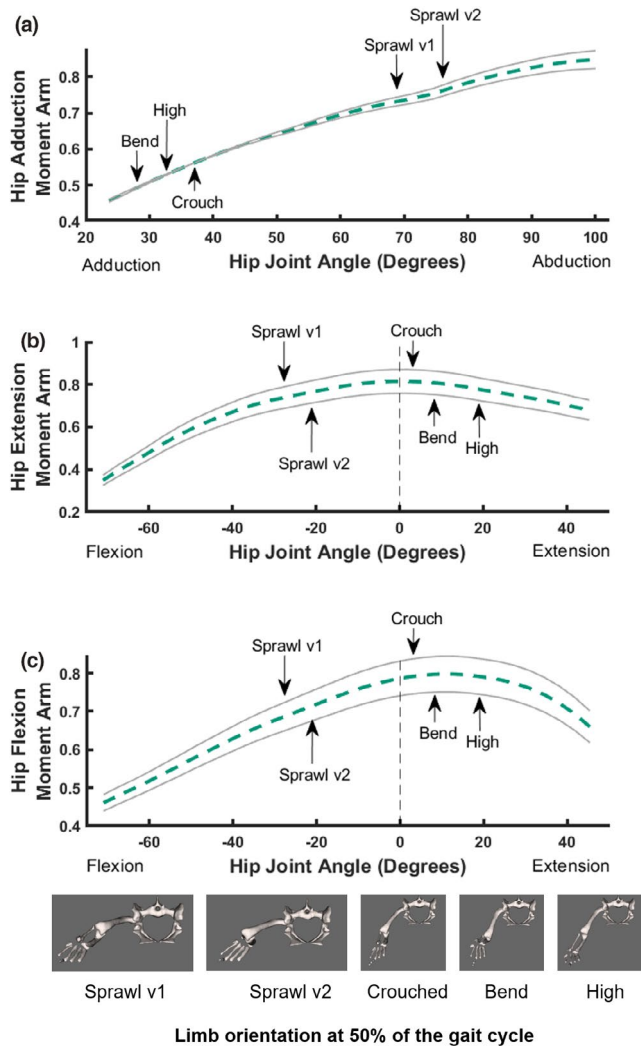 (a)
Sprawl v2
Sprawl v1
High
Bend
Crouch
Hip Adduction
Moment Arm
0.8
0.7
0.6
0.5
0.4
20 30 40 50 60 70 80 90 100
Adduction Hip Joint Angle (Degrees) Abduction
(b)
Sprawl v1
Crouch
Sprawl v2
Bend
High
Hip Extension
Moment Arm
1
0.8
0.6
0.4
0.2
-60 -40 -20 0 20 40
Flexion Hip Joint Angle (Degrees) Extension
(c)
Crouch
Sprawl v1
Sprawl v2
Bend
High
Hip Flexion
Moment Arm
0.8
0.7
0.6
0.5
0.4
-60 -40 -20 0 20 40
Flexion Hip Joint Angle (Degrees) Extension
Sprawl v1 Sprawl v2 Crouched Bend High
Limb orientation at 50% of the gait cycle